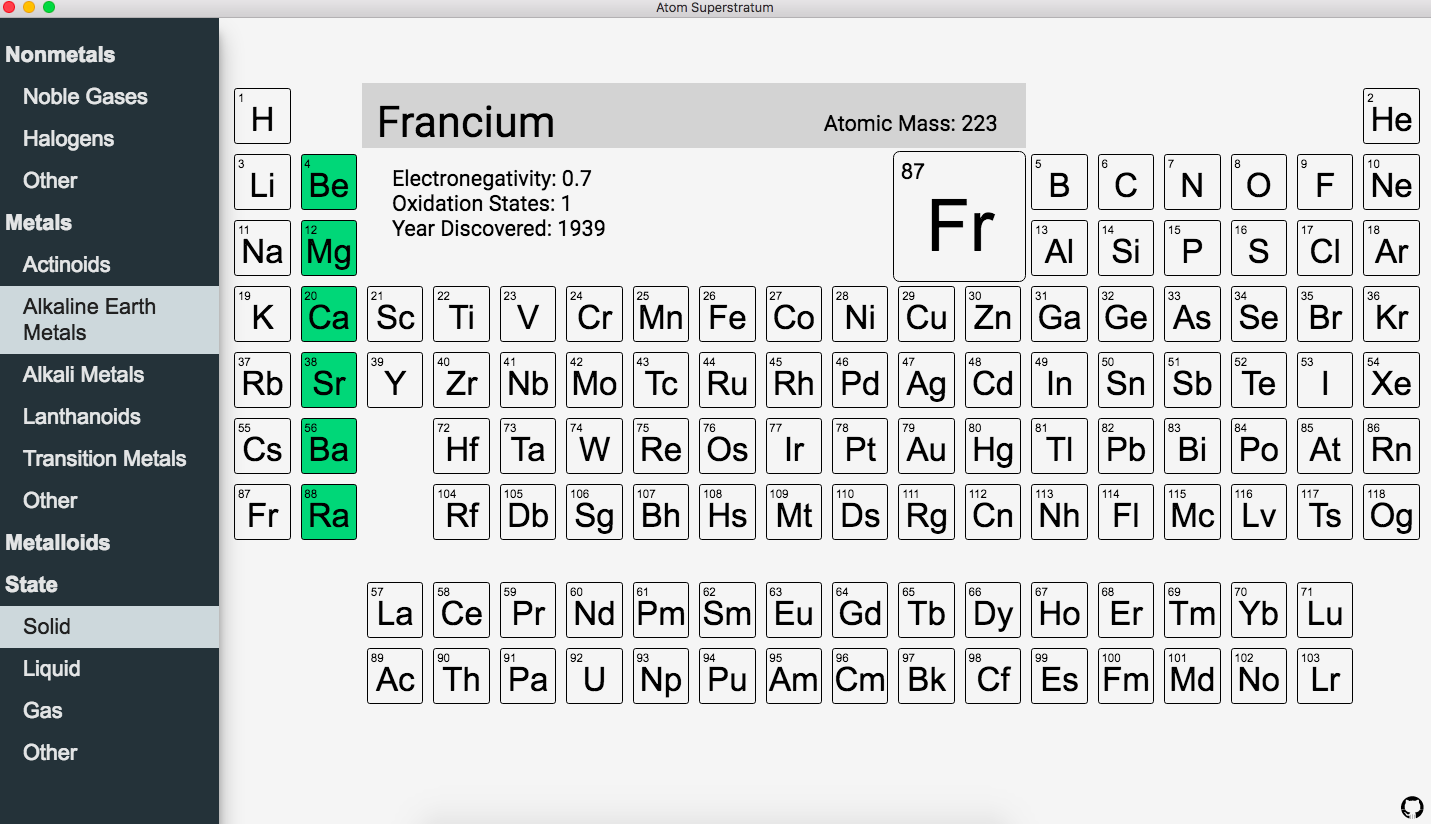 Atom Superstratum
Nonmetals
Noble Gases
Halogens
Other
Metals
Actinoids
Alkaline Earth
Metals
Alkali Metals
Lanthanoids
Transition Metals
Other
Metalloids
State
Solid
Liquid
Gas
Other
Francium Atomic Mass: 223
Electronegativity: 0.7
Oxidation States: 1
Year Discovered: 1939
87
Fr
1 2
H He
3 4 5 6 7 8 9 10
Li Be B C N O F Ne
11 12 13 14 15 16 17 18
Na Mg Al Si P S Cl Ar
19 20 21 22 23 24 25 26 27 28 29 30 31 32 33 34 35 36
K Ca Sc Ti V Cr Mn Fe Co Ni Cu Zn Ga Ge As Se Br Kr
37 38 39 40 41 42 43 44 45 46 47 48 49 50 51 52 53 54
Rb Sr Y Zr Nb Mo Tc Ru Rh Pd Ag Cd In Sn Sb Te I Xe
55 56 72 73 74 75 76 77 78 79 80 81 82 83 84 85 86
Cs Ba Hf Ta W Re Os Ir Pt Au Hg Tl Pb Bi Po At Rn
87 88 104 105 106 107 108 109 110 111 112 113 114 115 116 117 118
Fr Ra Rf Db Sg Bh Hs Mt Ds Rg Cn Nh Fl Mc Lv Ts Og
57 58 59 60 61 62 63 64 65 66 67 68 69 70 71
La Ce Pr Nd Pm Sm Eu Gd Tb Dy Ho Er Tm Yb Lu
89 90 91 92 93 94 95 96 97 98 99 100 101 102 103
Ac Th Pa U Np Pu Am Cm Bk Cf Es Fm Md No Lr